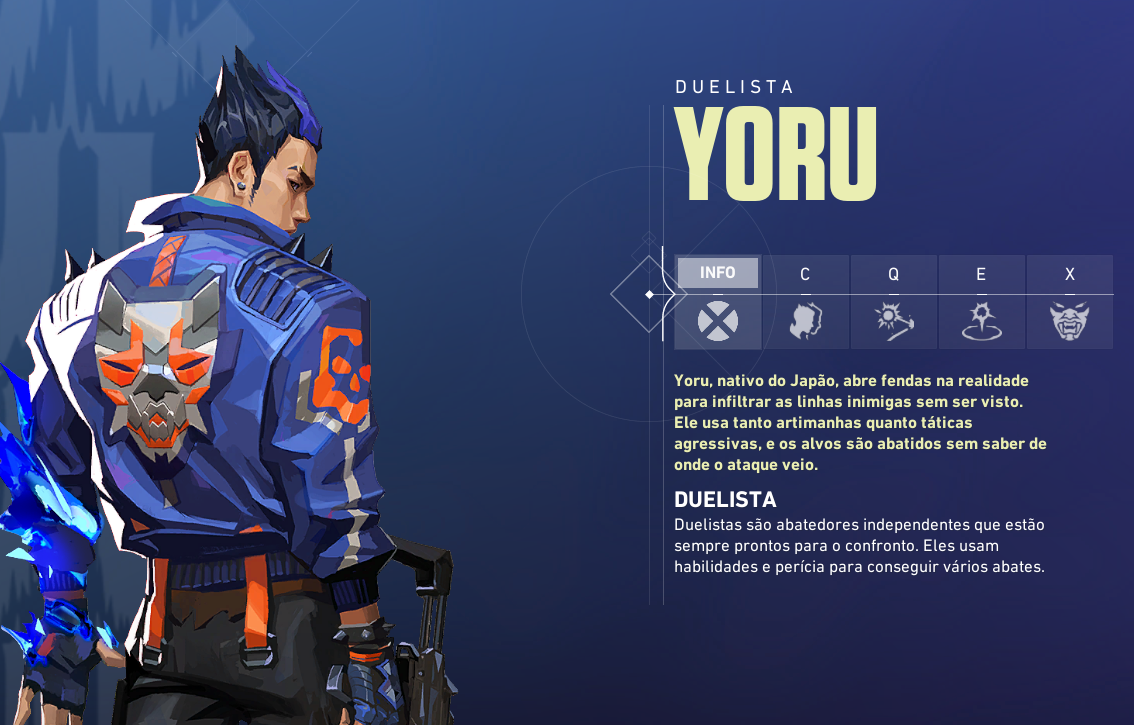 DUELISTA
YORU
INFO C Q E X
Yoru, nativo do Japão, abre fendas na realidade
para infiltrar as linhas inimigas sem ser visto.
Ele usa tanto artimanhas quanto táticas
agressivas, e os alvos são abatidos sem saber de
onde o ataque veio.
DUELISTA
Duelistas são abatedores independentes que estão
sempre prontos para o confronto. Eles usam
habilidades e perícia para conseguir vários abates.